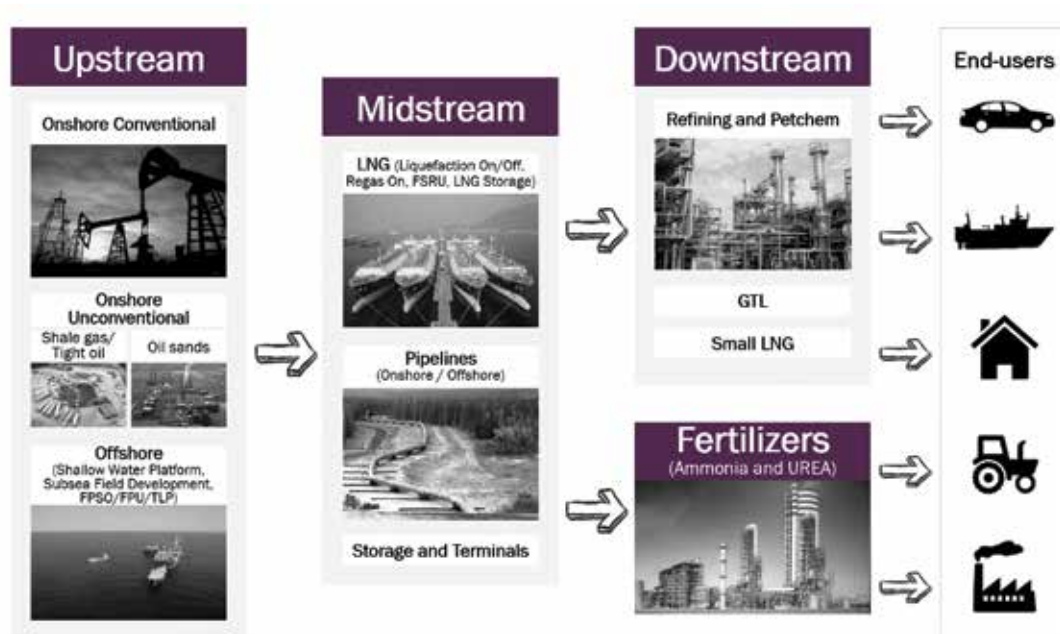 Upstream
Onshore Conventional
Onshore
Unconventional
Shale gas/
Tight oil
Oil sands
Offshore
(Shallow Water Platform,
Subsea Field Development,
FPSO/FPU/TLP)
Midstream
LNG (Liquefaction On/Off,
Regas On, FSRU, LNG Storage)
Pipelines
(Onshore / Offshore)
Storage and Terminals
Downstream
Refining and Petchem
GTL
Small LNG
Fertilizers
(Ammonia and UREA)
End-users